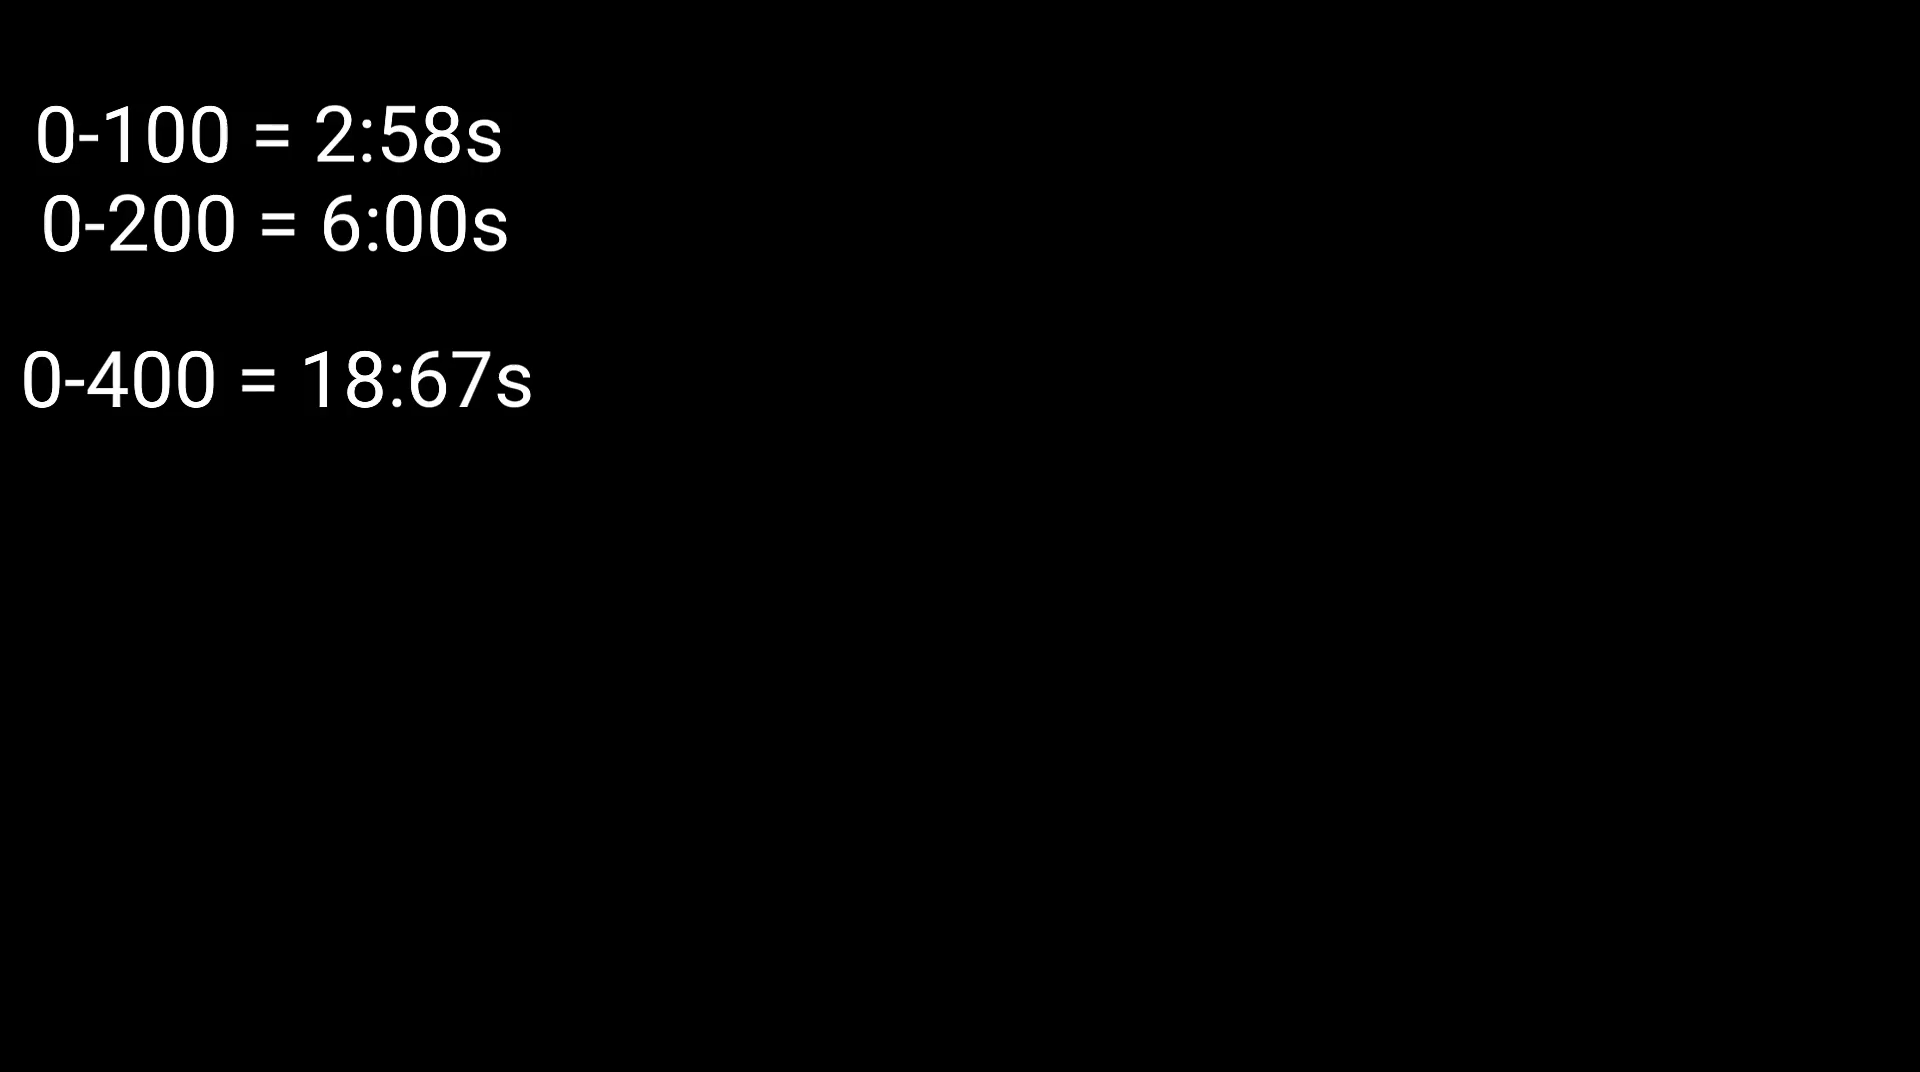 0-100 = 2:58s
0-200 = 6:00s
0-400 = 18:67s